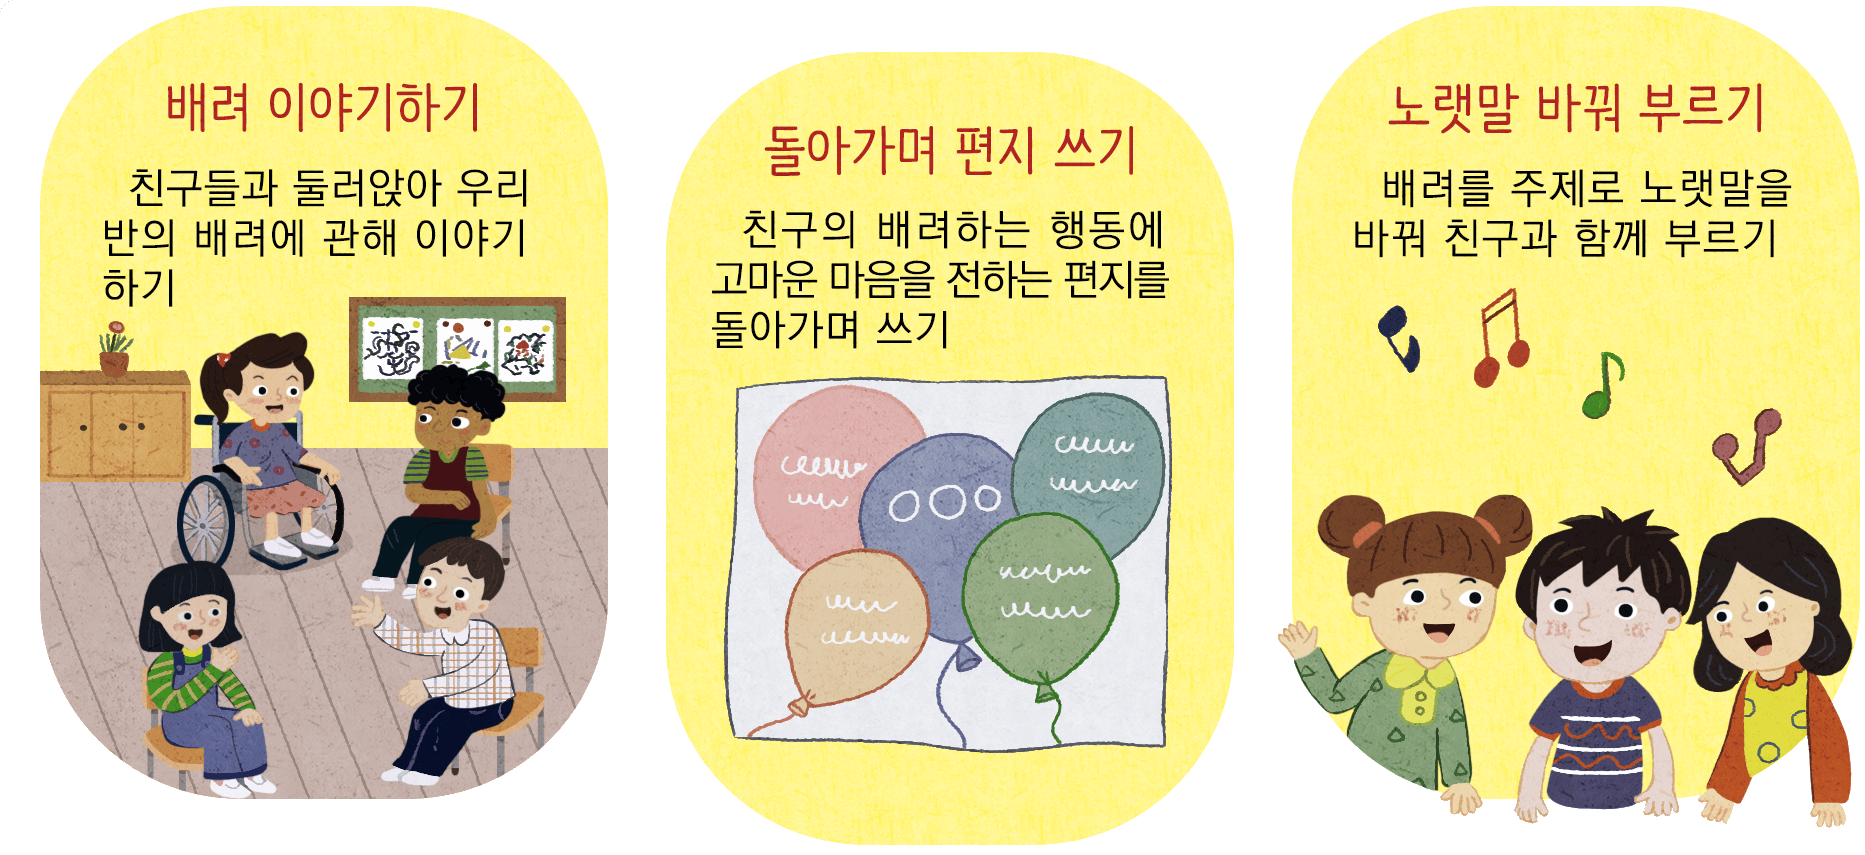 배려 이야기하기
친구들과 둘러앉아 우리
반의 배려에 관해 이야기
하기
돌아가며 편지 쓰기
친구의 배려하는 행동에
고마운 마음을 전하는 편지를
돌아가며 쓰기
노랫말 바꿔 부르기
배려를 주제로 노랫말을
바꿔 친구과 함께 부르기